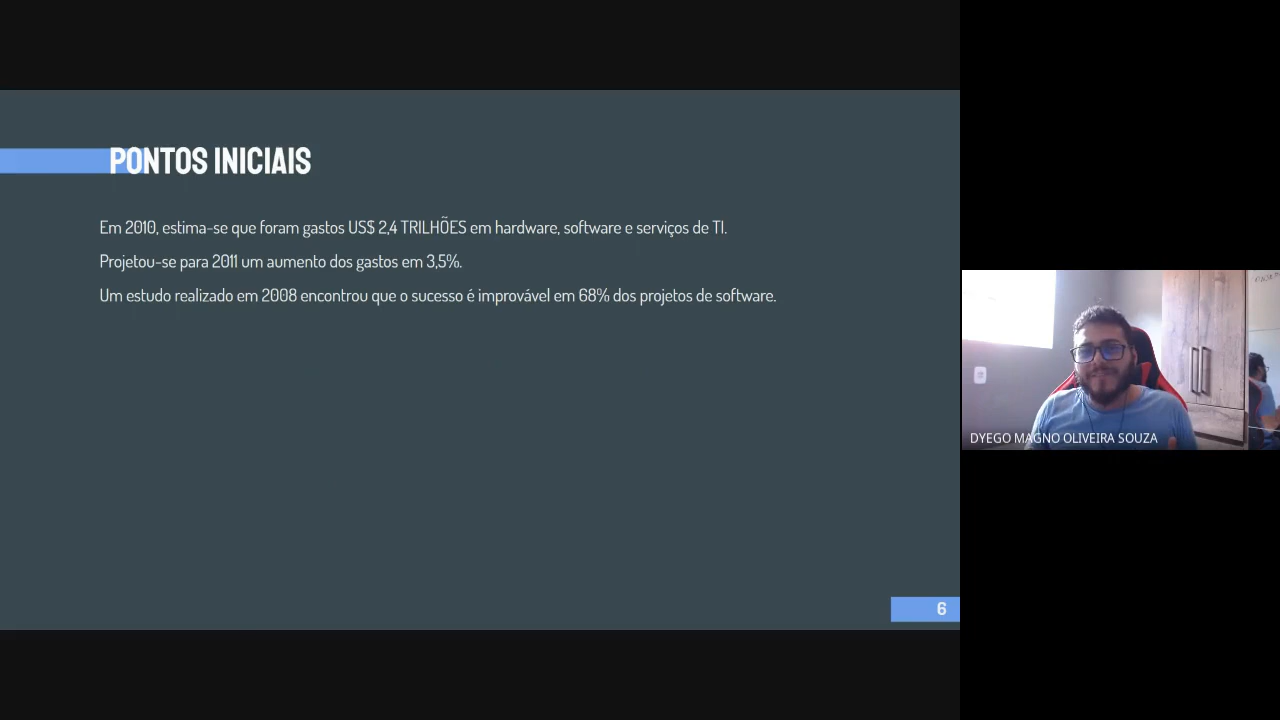 PONTOS INICIAIS
Em 2010, estima-se que foram gastos US$ 2,4 TRILHÕES em hardware, software e serviços de TI.
Projetou-se para 2011 um aumento dos gastos em 3,5%.
Um estudo realizado em 2008 encontrou que o sucesso é improvável em 68% dos projetos de software.
6
DYEGO MAGNO OLIVEIRA SOUZA